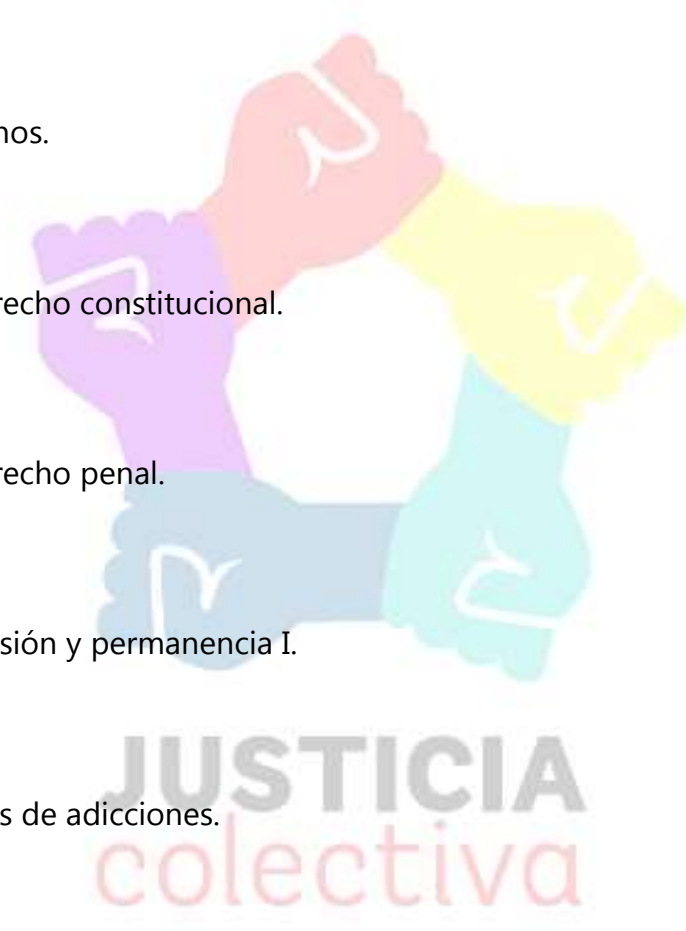 nos.
recho constitucional.
recho penal.
sión y permanencia I.
JUSTICIA
s de adicciones.
colectiva